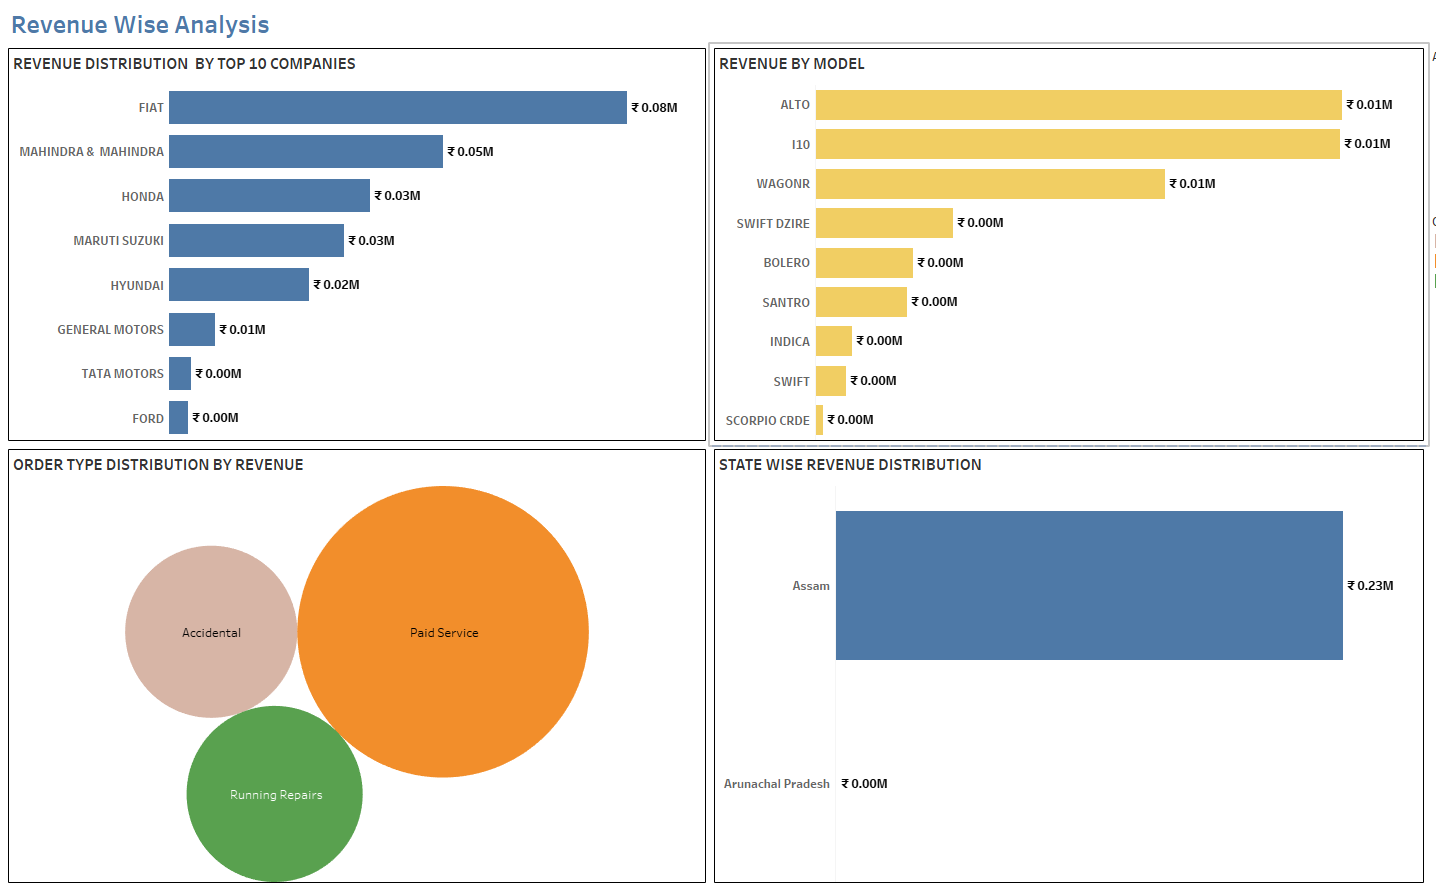 Revenue Wise Analysis
REVENUE DISTRIBUTION  BY TOP 10 COMPANIES
FIAT ₹ 0.08M
MAHINDRA &  MAHINDRA ₹ 0.05M
HONDA ₹ 0.03M
MARUTI SUZUKI ₹ 0.03M
HYUNDAI ₹ 0.02M
GENERAL MOTORS ₹ 0.01M
TATA MOTORS ₹ 0.00M
FORD ₹ 0.00M
REVENUE BY MODEL
ALTO ₹ 0.01M
I10 ₹ 0.01M
WAGONR ₹ 0.01M
SWIFT DZIRE ₹ 0.00M
BOLERO ₹ 0.00M
SANTRO ₹ 0.00M
INDICA ₹ 0.00M
SWIFT ₹ 0.00M
SCORPIO CRDE ₹ 0.00M
ORDER TYPE DISTRIBUTION BY REVENUE
Accidental
Paid Service
Running Repairs
STATE WISE REVENUE DISTRIBUTION
Assam ₹ 0.23M
Arunachal Pradesh ₹ 0.00M